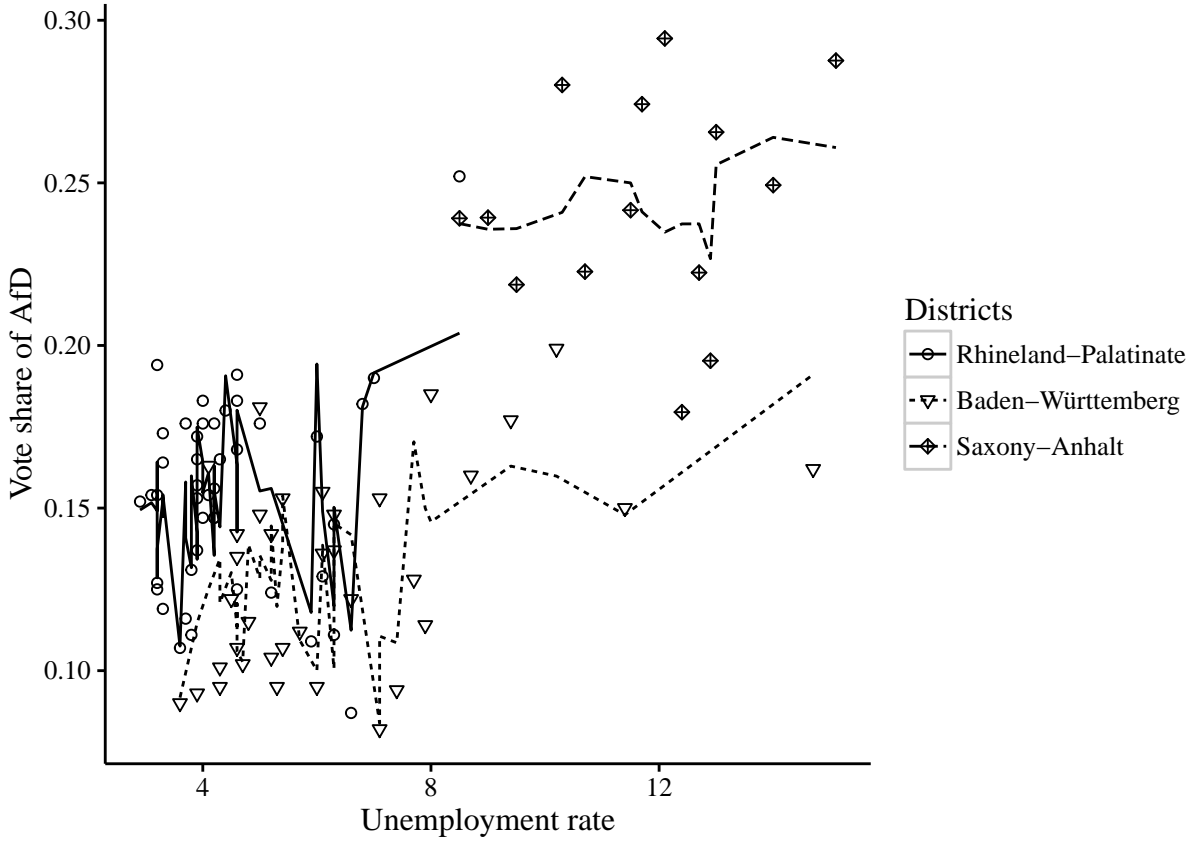 0.30
0.25
0.20
0.15
0.10
Vote share of AfD
4
8
12
Unemployment rate
Districts
Rhineland−Palatinate
Baden−Württemberg
Saxony−Anhalt